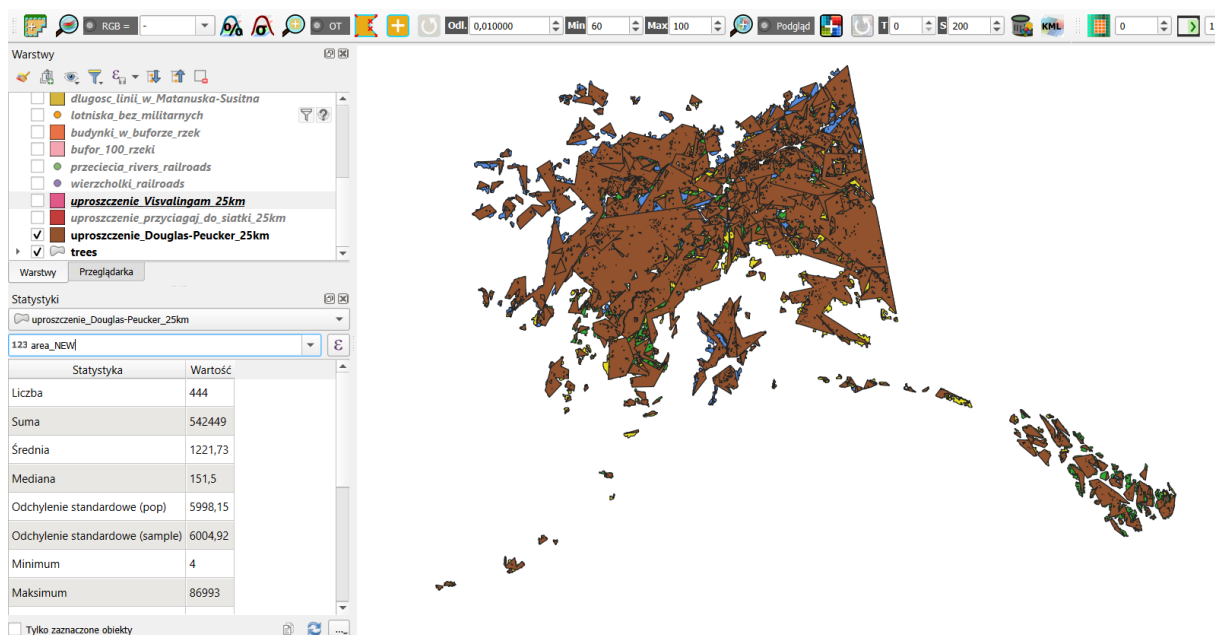 RGB = - % σ OT Odl. 0,010000 Min 60 Max 100 Podgląd T 0 S 200 KML 0 1
Warstwy
dlugosc_linii_w_Matanuska-Susitna
lotniska_bez_militarnych
budynki_w_buforze_rzek
bufor_100_rzeki
przeciecia_rivers_railroads
wierzcholki_railroads
uproszczenie_Visvalingam_25km
uproszczenie_przyciagaj_do_siatki_25km
uproszczenie_Douglas-Peucker_25km
trees
Warstwy Przeglądarka
Statystyki
uproszczenie_Douglas-Peucker_25km
123 area_NEW ε
Statystyka Wartość
Liczba 444
Suma 542449
Średnia 1221,73
Mediana 151,5
Odchylenie standardowe (pop) 5998,15
Odchylenie standardowe (sample) 6004,92
Minimum 4
Maksimum 86993
Tylko zaznaczone obiekty ...